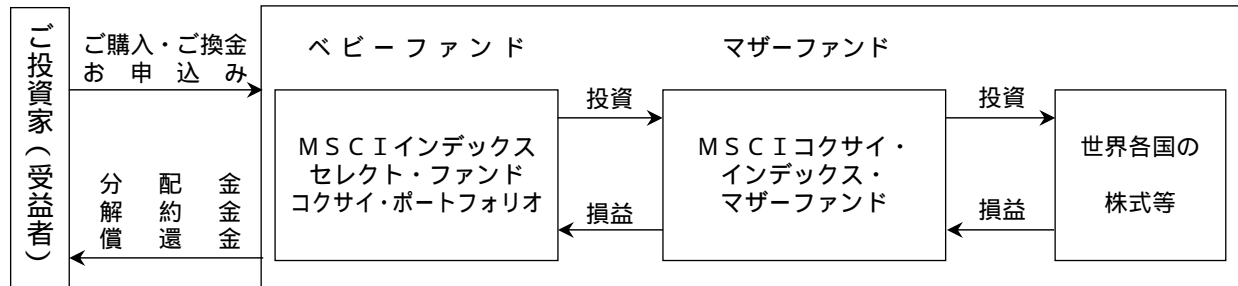 ご投資家（受益者）
ご購入・ご換金
お申込み
分配金
解約金
償還金
ベビーファンド
マザーファンド
ＭＳＣＩインデックス
セレクト・ファンド
コクサイ・ポートフォリオ
投資
損益
ＭＳＣＩコクサイ・
インデックス・
マザーファンド
投資
損益
世界各国の
株式等